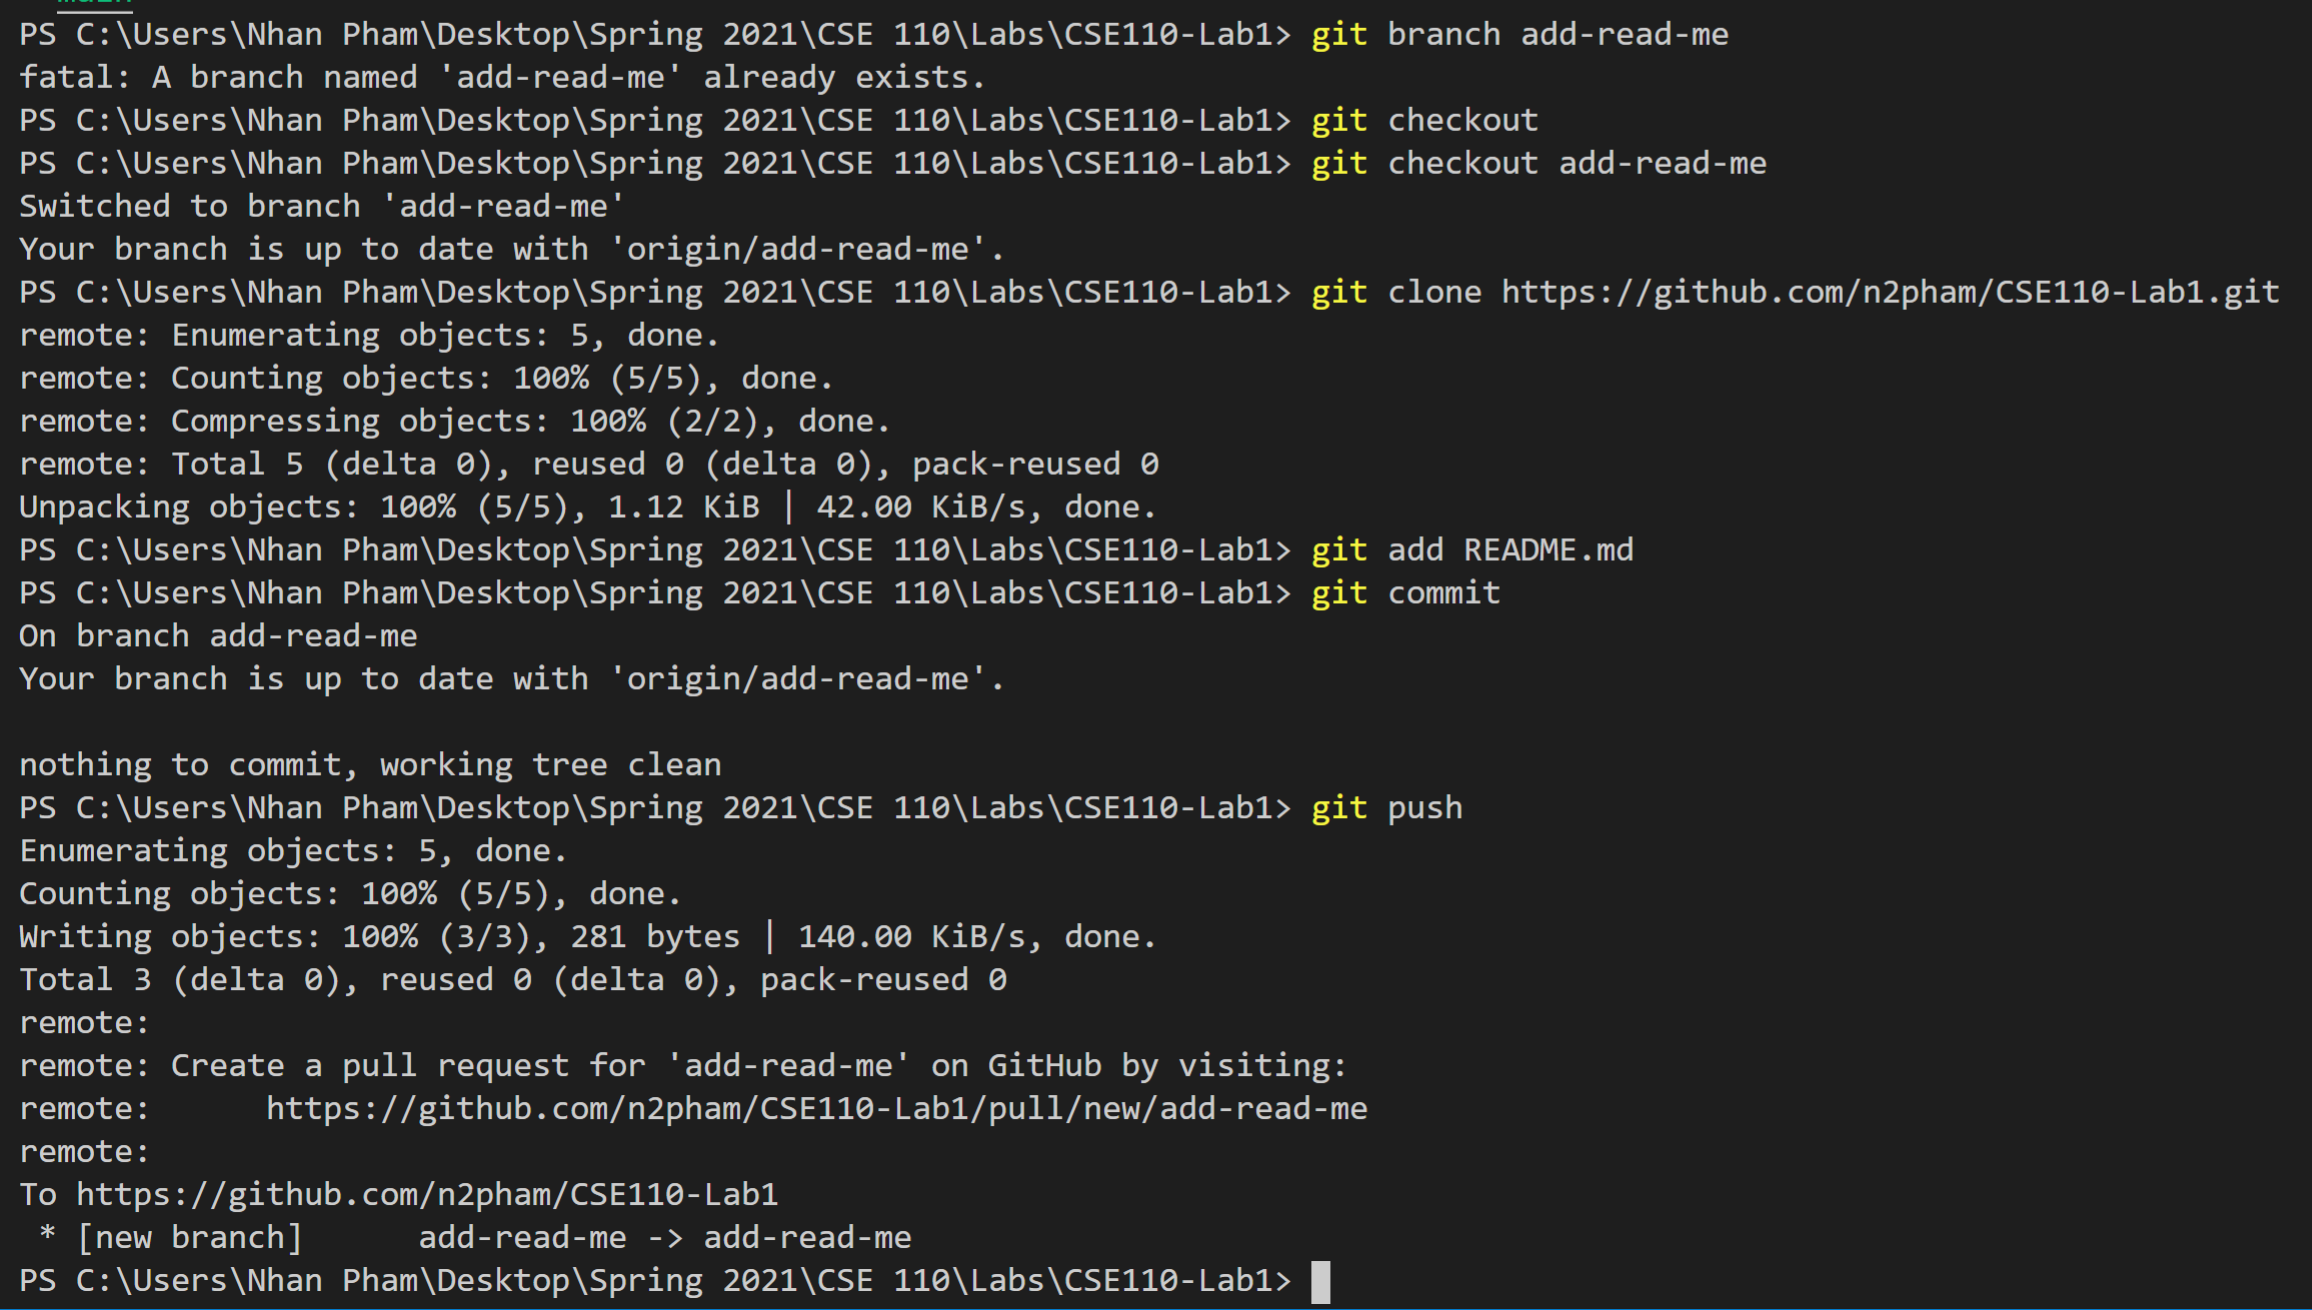 PS C:\Users\Nhan Pham\Desktop\Spring 2021\CSE 110\Labs\CSE110-Lab1> git branch add-read-me
fatal: A branch named 'add-read-me' already exists.
PS C:\Users\Nhan Pham\Desktop\Spring 2021\CSE 110\Labs\CSE110-Lab1> git checkout
PS C:\Users\Nhan Pham\Desktop\Spring 2021\CSE 110\Labs\CSE110-Lab1> git checkout add-read-me
Switched to branch 'add-read-me'
Your branch is up to date with 'origin/add-read-me'.
PS C:\Users\Nhan Pham\Desktop\Spring 2021\CSE 110\Labs\CSE110-Lab1> git clone https://github.com/n2pham/CSE110-Lab1.git
remote: Enumerating objects: 5, done.
remote: Counting objects: 100% (5/5), done.
remote: Compressing objects: 100% (2/2), done.
remote: Total 5 (delta 0), reused 0 (delta 0), pack-reused 0
Unpacking objects: 100% (5/5), 1.12 KiB | 42.00 KiB/s, done.
PS C:\Users\Nhan Pham\Desktop\Spring 2021\CSE 110\Labs\CSE110-Lab1> git add README.md
PS C:\Users\Nhan Pham\Desktop\Spring 2021\CSE 110\Labs\CSE110-Lab1> git commit
On branch add-read-me
Your branch is up to date with 'origin/add-read-me'.

nothing to commit, working tree clean
PS C:\Users\Nhan Pham\Desktop\Spring 2021\CSE 110\Labs\CSE110-Lab1> git push
Enumerating objects: 5, done.
Counting objects: 100% (5/5), done.
Writing objects: 100% (3/3), 281 bytes | 140.00 KiB/s, done.
Total 3 (delta 0), reused 0 (delta 0), pack-reused 0
remote:
remote: Create a pull request for 'add-read-me' on GitHub by visiting:
remote:      https://github.com/n2pham/CSE110-Lab1/pull/new/add-read-me
remote:
To https://github.com/n2pham/CSE110-Lab1
 * [new branch]      add-read-me -> add-read-me
PS C:\Users\Nhan Pham\Desktop\Spring 2021\CSE 110\Labs\CSE110-Lab1>